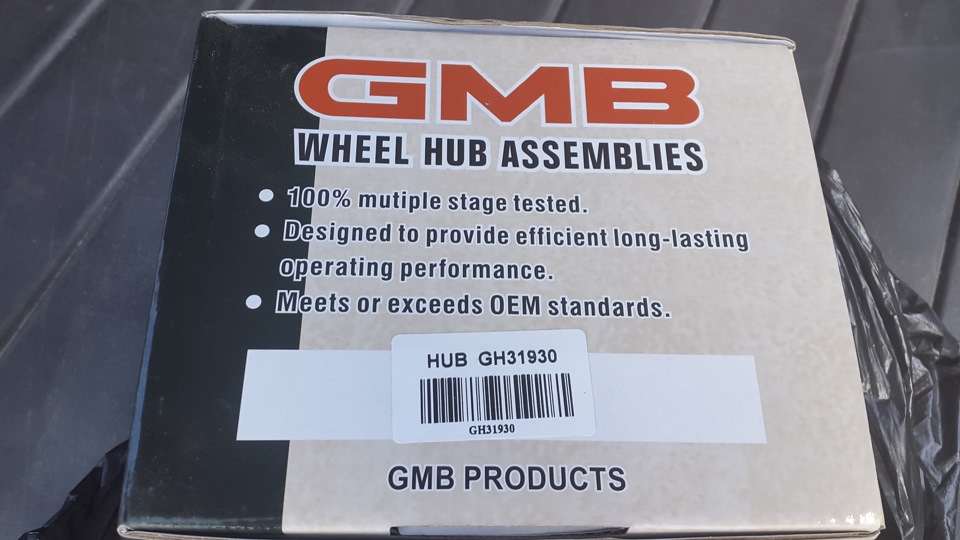 GMB
WHEEL HUB ASSEMBLIES
• 100% mutiple stage tested.
• Designed to provide efficient long-lasting
operating performance.
• Meets or exceeds OEM standards.
HUB GH31930
GH31930
GMB PRODUCTS